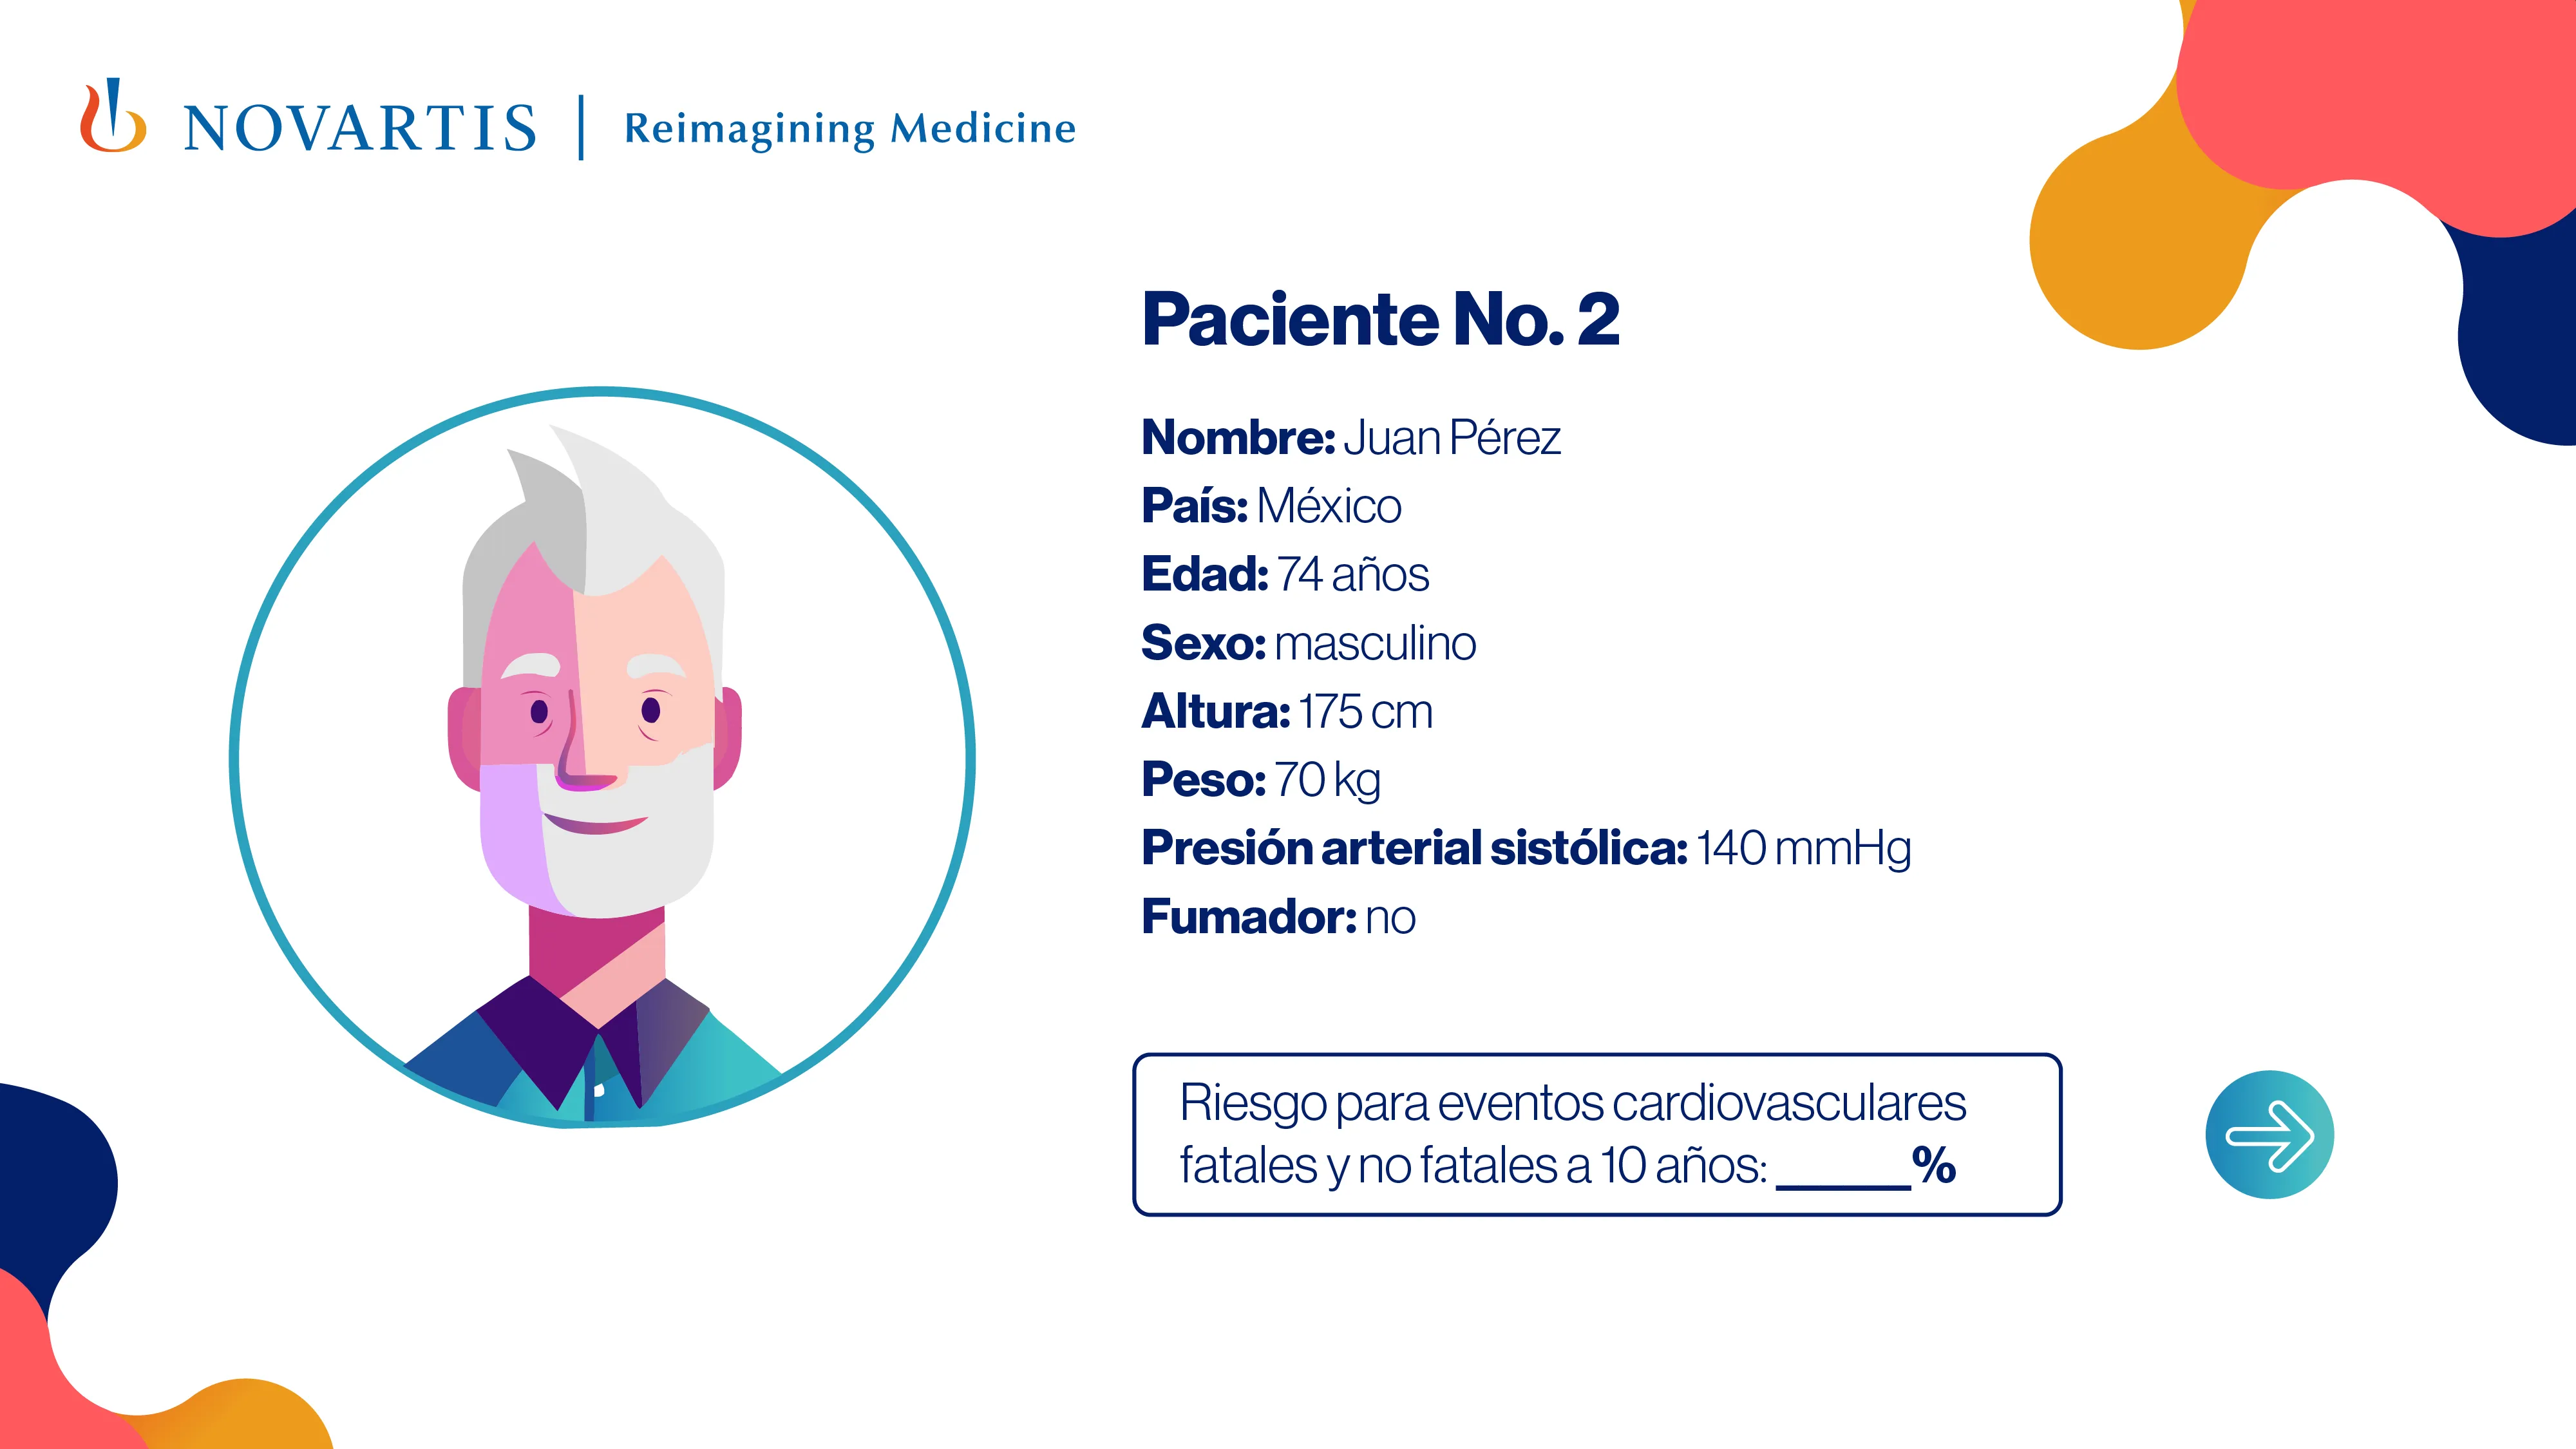 NOVARTIS | Reimagining Medicine
Paciente No. 2
Nombre: Juan Pérez
País: México
Edad: 74 años
Sexo: masculino
Altura: 175 cm
Peso: 70 kg
Presión arterial sistólica: 140 mmHg
Fumador: no
Riesgo para eventos cardiovasculares
fatales y no fatales a 10 años: ______%